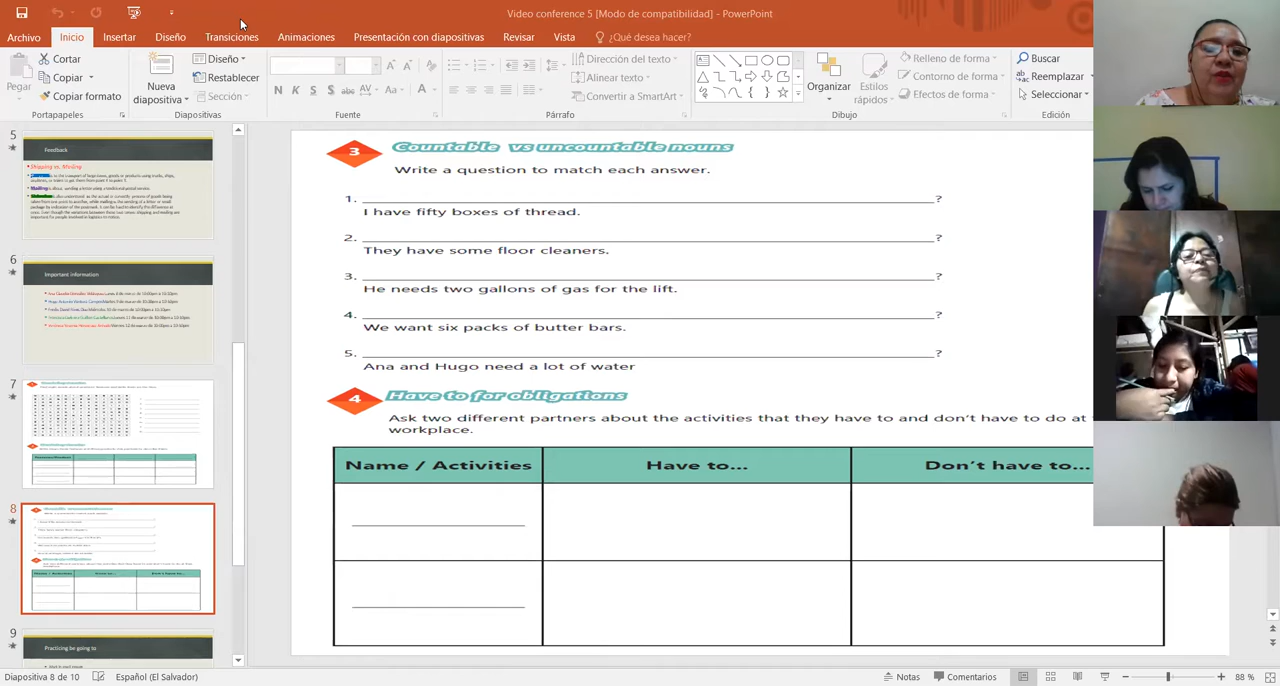 Video conference 5 [Modo de compatibilidad] - PowerPoint
Archivo Inicio Insertar Diseño Transiciones Animaciones Presentación con diapositivas Revisar Vista ¿Qué desea hacer?
Pegar
Cortar
Copiar
Copiar formato
Portapapeles
Nueva diapositiva
Diseño
Restablecer
Sección
Diapositivas
N K S S abc AV Aa A
Fuente
Dirección del texto
Alinear texto
Convertir a SmartArt
Párrafo
Organizar
Estilos rápidos
Relleno de forma
Contorno de forma
Efectos de forma
Dibujo
Buscar
Reemplazar
Seleccionar
Edición
5
Feedback
Shipping vs. Mailing
6
Important information
7
8
9
Practicing be going to
3 Countable vs uncountable nouns
Write a question to match each answer.
1. ?
I have fifty boxes of thread.
2. ?
They have some floor cleaners.
3. ?
He needs two gallons of gas for the lift.
4. ?
We want six packs of butter bars.
5. ?
Ana and Hugo need a lot of water
4 Have to for obligations
Ask two different partners about the activities that they have to and don't have to do at
workplace.
Name / Activities Have to... Don't have to...
Diapositiva 8 de 10 Español (El Salvador) Notas Comentarios 88 %